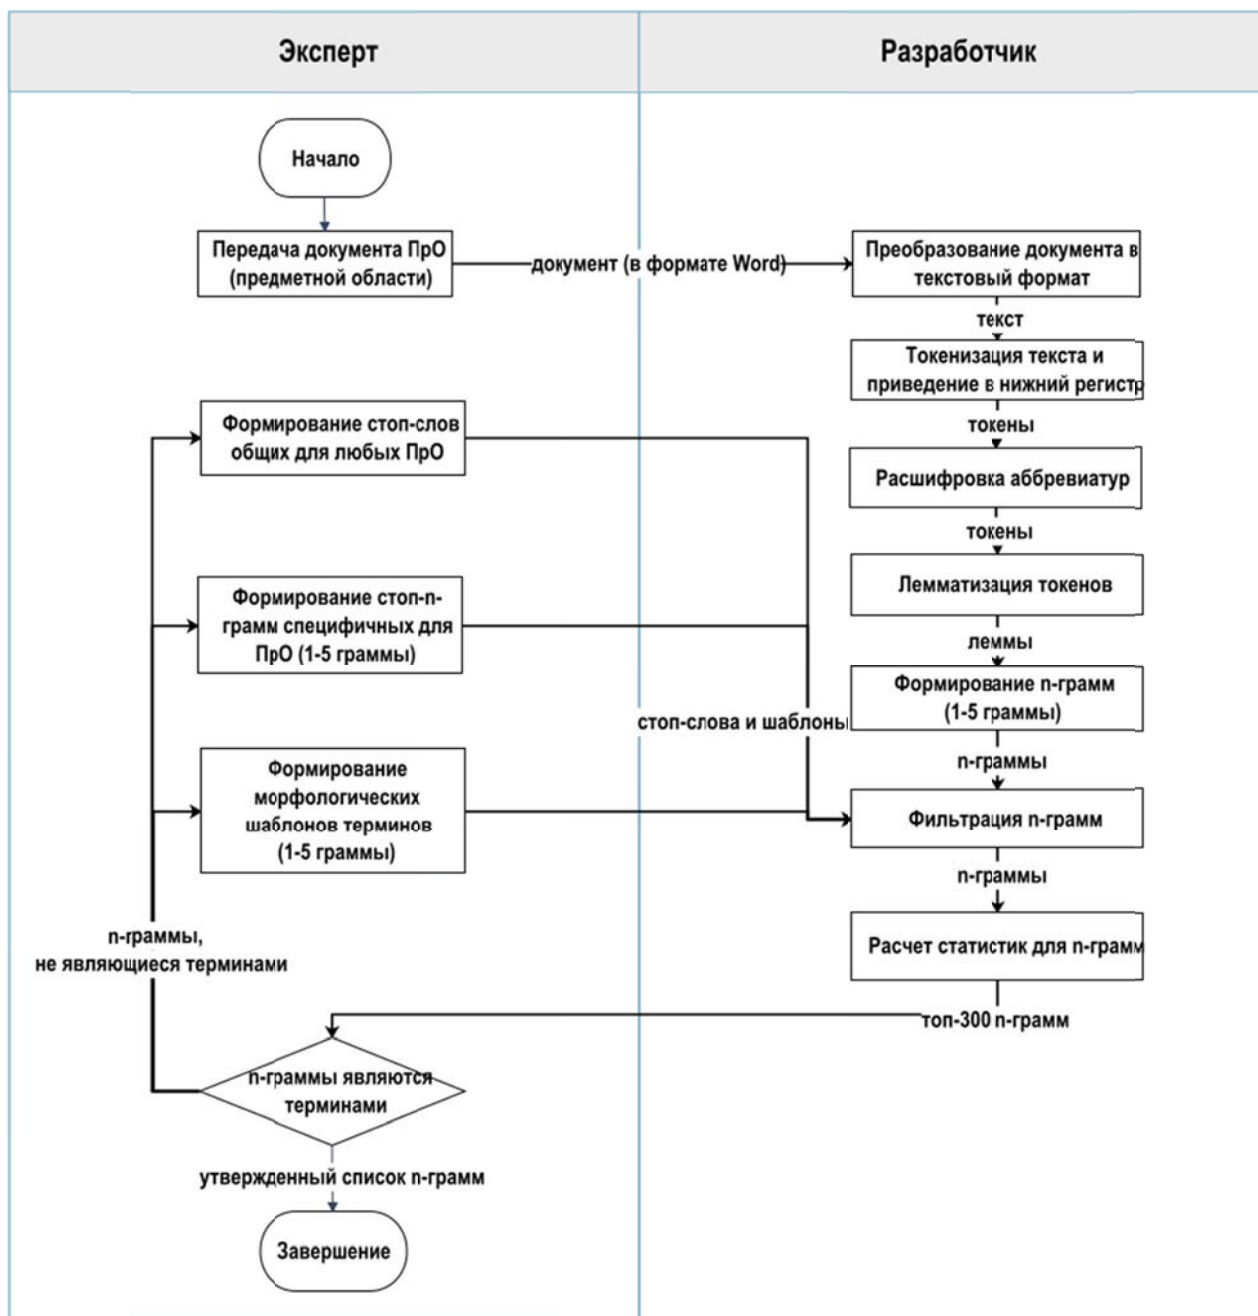 Эксперт
Разработчик
Начало
Передача документа ПрО
(предметной области)
документ (в формате Word)
Преобразование документа в
текстовый формат
текст
Токенизация текста и
приведение в нижний регистр
токены
Формирование стоп-слов
общих для любых ПрО
Расшифровка аббревиатур
токены
Лемматизация токенов
леммы
Формирование стоп-n-
грамм специфичных для
ПрО (1-5 граммы)
Формирование n-грамм
(1-5 граммы)
стоп-слова и шаблоны
n-граммы
Формирование
морфологических
шаблонов терминов
(1-5 граммы)
Фильтрация n-грамм
n-граммы
Расчет статистик для n-грамм
n-граммы,
не являющиеся терминами
топ-300 n-грамм
n-граммы являются
терминами
утвержденный список n-грамм
Завершение